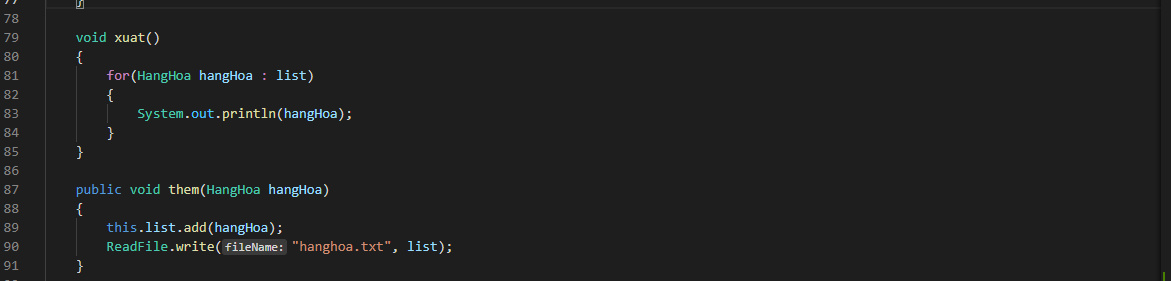 77 }
78
79 void xuat()
80 {
81 for(HangHoa hangHoa : list)
82 {
83 System.out.println(hangHoa);
84 }
85 }
86
87 public void them(HangHoa hangHoa)
88 {
89 this.list.add(hangHoa);
90 ReadFile.write(fileName: "hanghoa.txt", list);
91 }